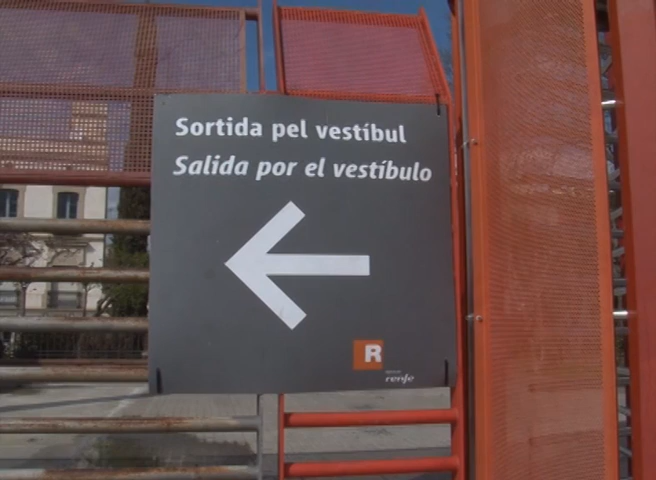 Sortida pel vestíbul
Salida por el vestíbulo
R
renfe